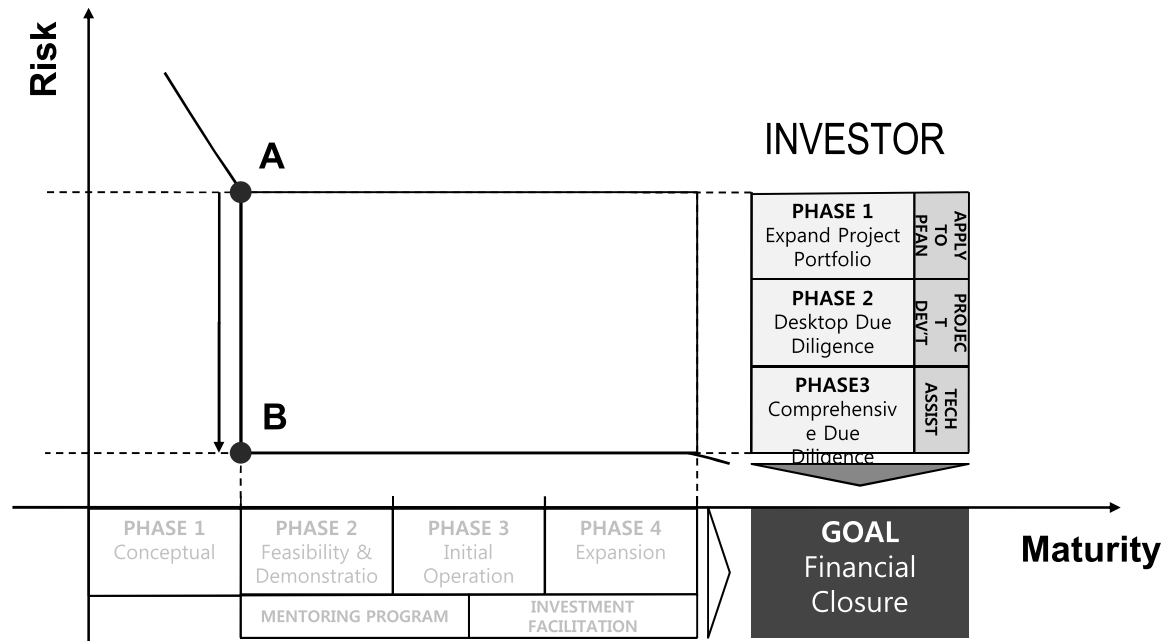 Risk
A
INVESTOR
PHASE 1
Expand Project
Portfolio
APPLY
TO
PFAN
PHASE 2
Desktop Due
Diligence
PROJEC
T
DEV'T
PHASE3
Comprehensiv
e Due
Diligence
TECH
ASSIST
B
PHASE 1
Conceptual
PHASE 2
Feasibility &
Demonstratio
PHASE 3
Initial
Operation
PHASE 4
Expansion
GOAL
Financial
Closure
Maturity
MENTORING PROGRAM
INVESTMENT
FACILITATION